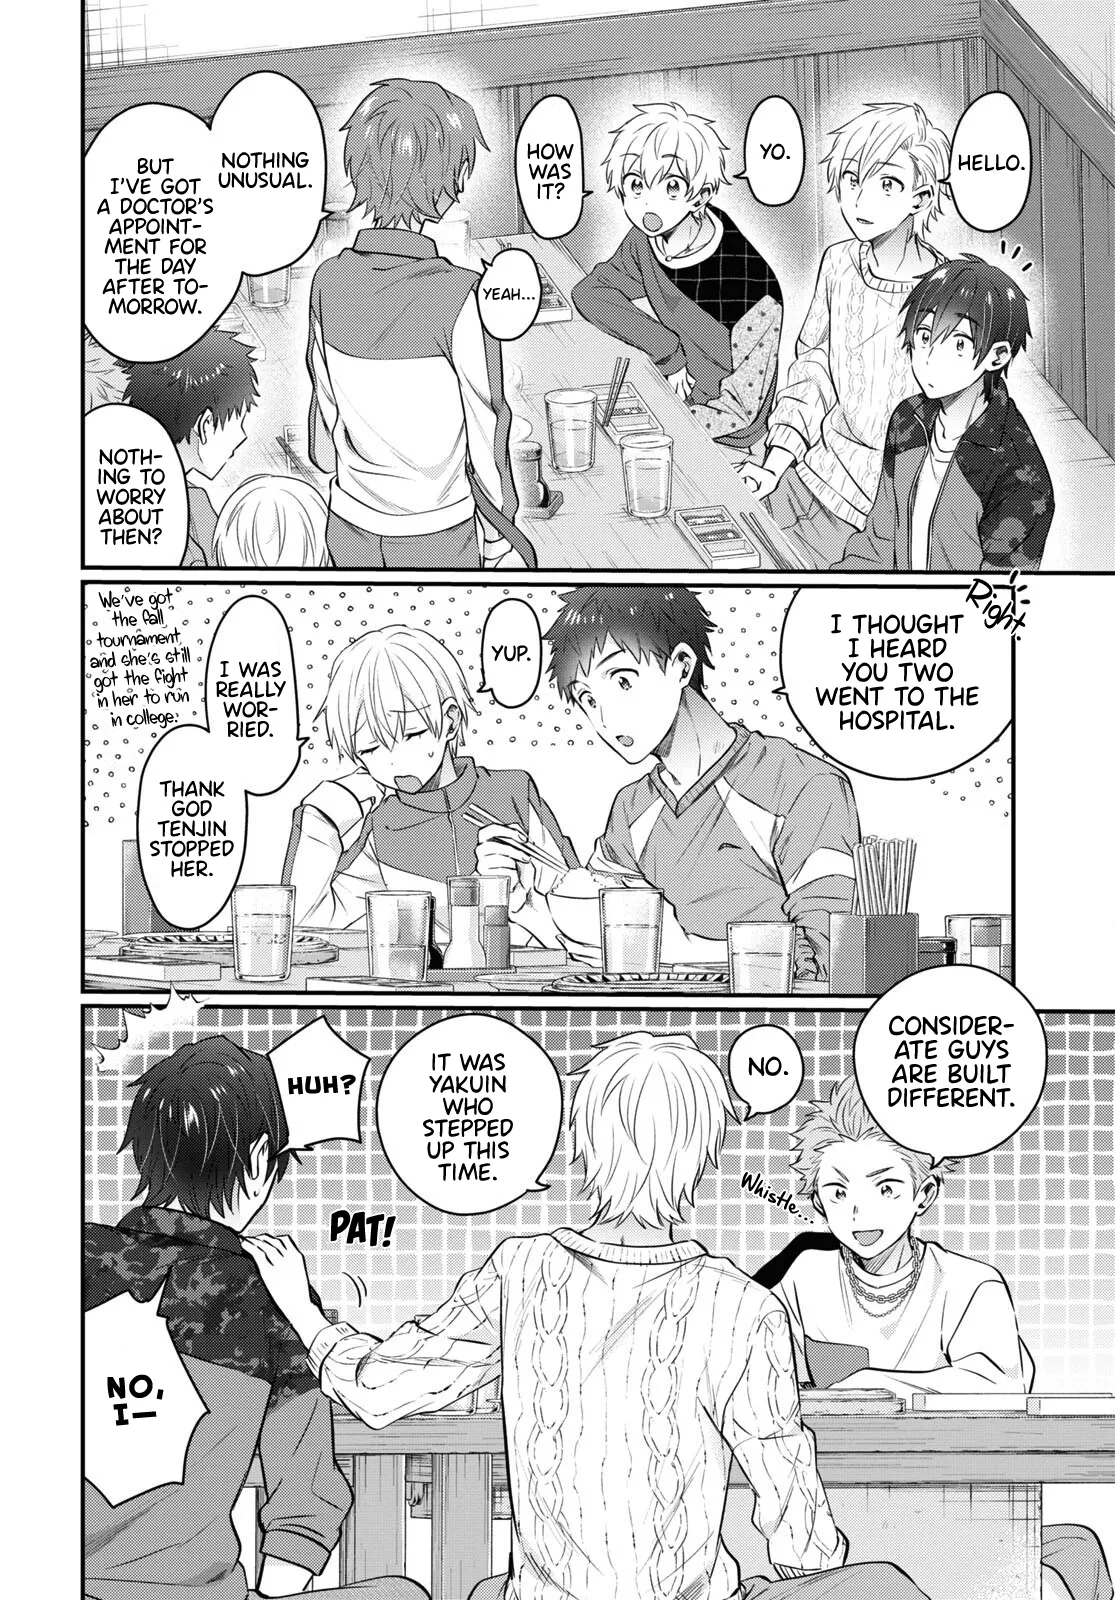 HELLO.
YO.
HOW
WAS
IT?
YEAH...
NOTHING
UNUSUAL.
BUT
I'VE GOT
A DOCTOR'S
APPOINT-
MENT FOR
THE DAY
AFTER TO-
MORROW.
NOTH-
ING TO
WORRY
ABOUT
THEN?
Right
I THOUGHT
I HEARD
YOU TWO
WENT TO THE
HOSPITAL.
YUP.
I WAS
REALLY
WOR-
RIED.
THANK
GOD
TENJIN
STOPPED
HER.
We've got
the fall
tournament,
and she's still
got the fight
in her to run
in college.
CONSIDER-
ATE GUYS
ARE BUILT
DIFFERENT.
Whistle...
NO.
IT WAS
YAKUIN
WHO
STEPPED
UP THIS
TIME.
HUH?
PAT!
NO,
I—